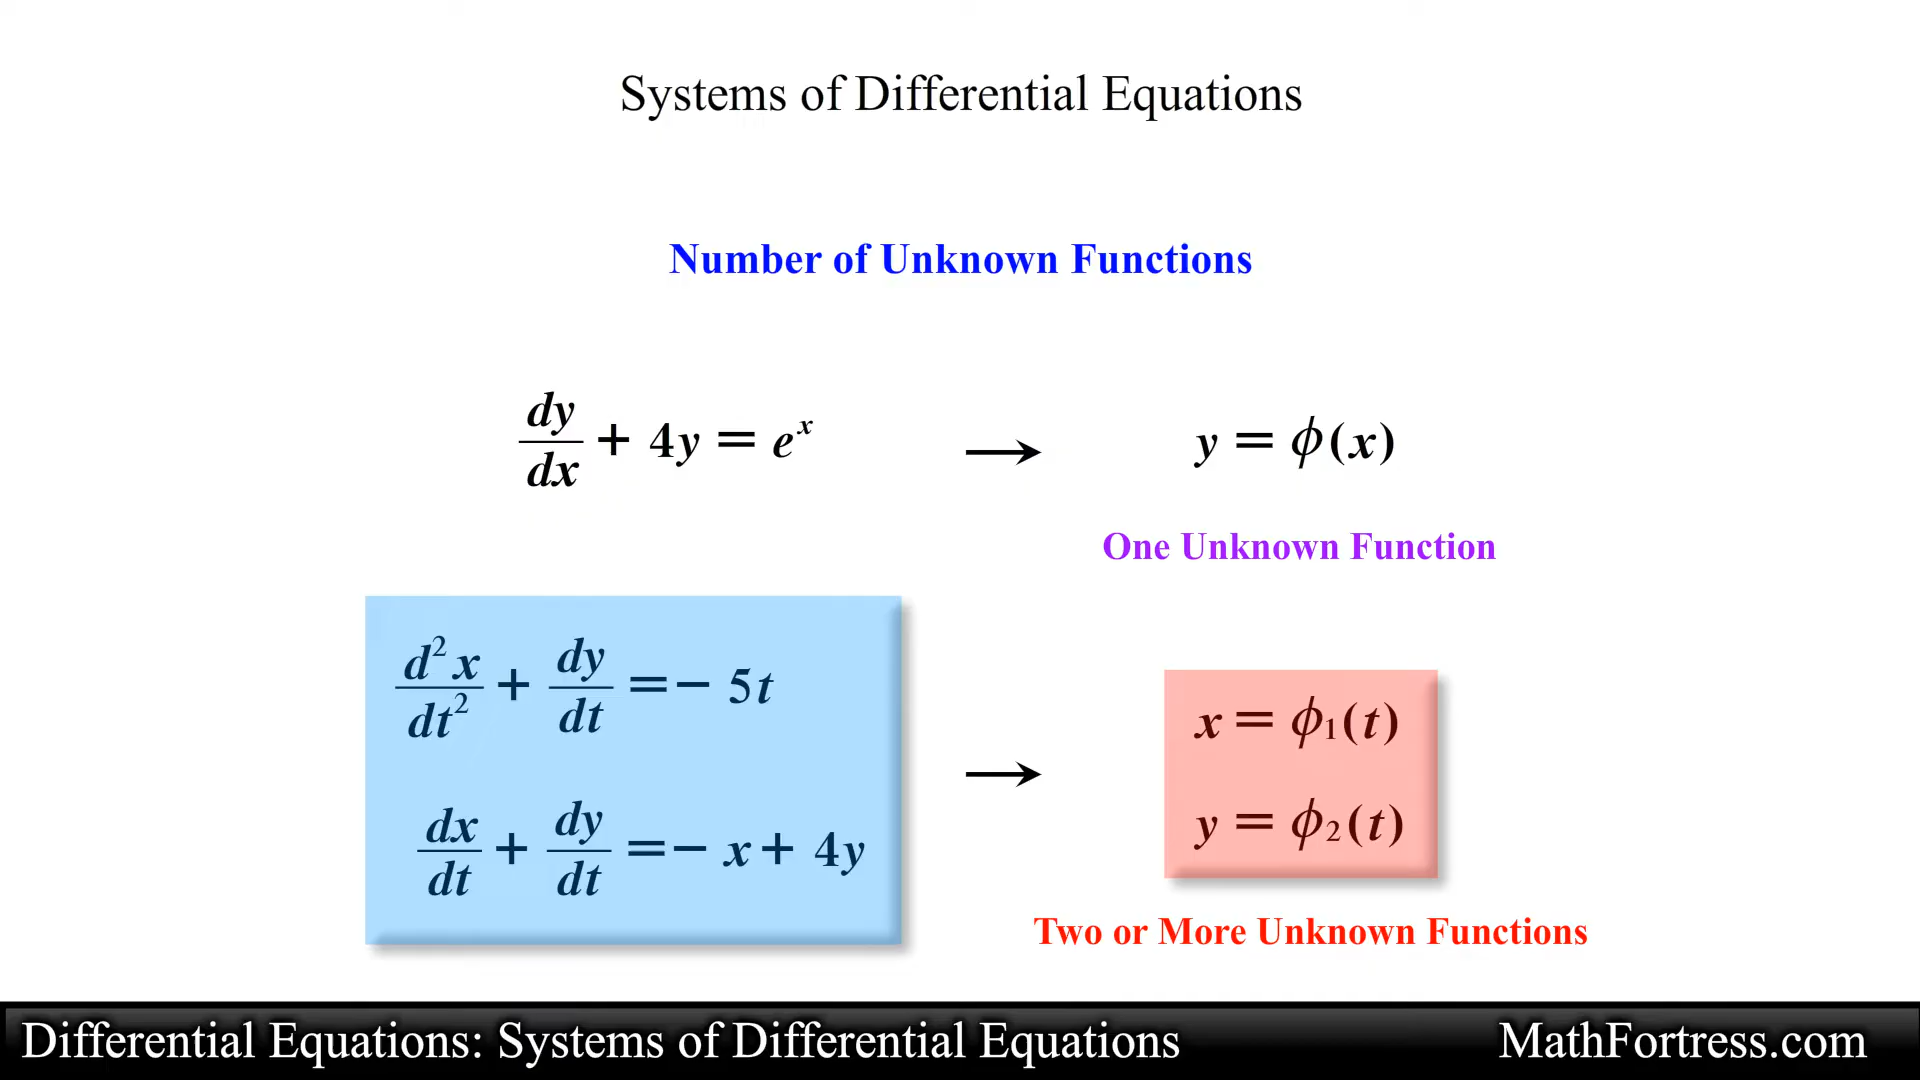 Systems of Differential Equations
Number of Unknown Functions
dy/dx + 4y = eˣ → y = ϕ(x)
One Unknown Function
d²x/dt² + dy/dt = − 5t
dx/dt + dy/dt = − x + 4y
→
x = ϕ₁(t)
y = ϕ₂(t)
Two or More Unknown Functions
Differential Equations: Systems of Differential Equations
MathFortress.com